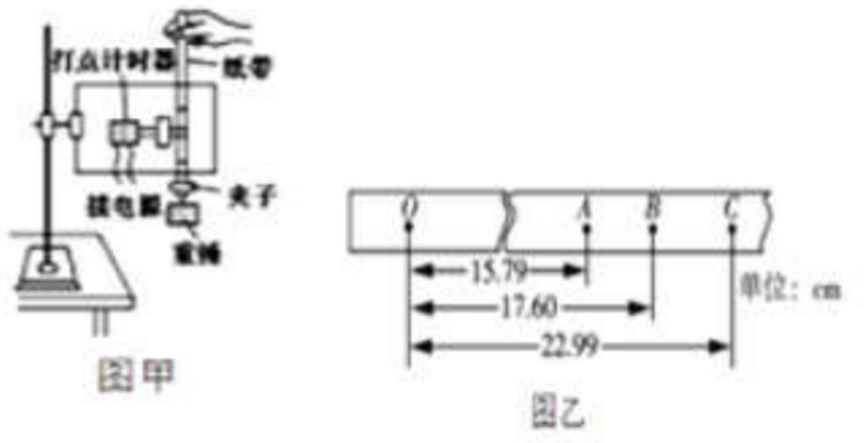 打点计时器
纸带
接电源
夹子
重锤
图甲
O A B C
15.79
17.60
22.99
单位：cm
图乙